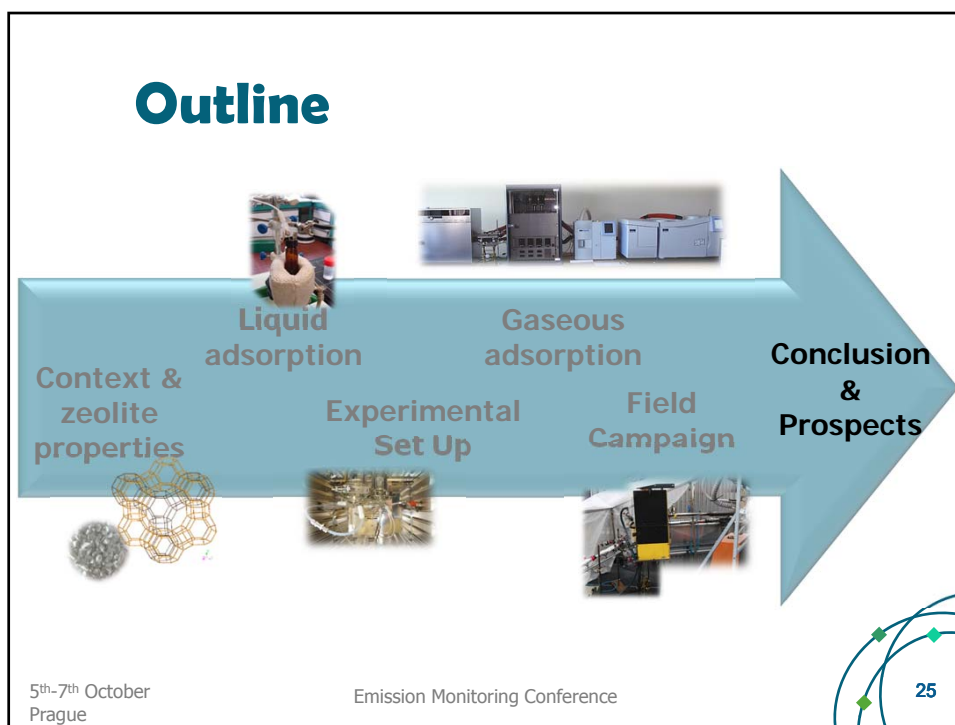 Outline
Context &
zeolite
properties
Liquid
adsorption
Experimental
Set Up
Gaseous
adsorption
Field
Campaign
Conclusion
&
Prospects
5th-7th October
Prague
Emission Monitoring Conference
25